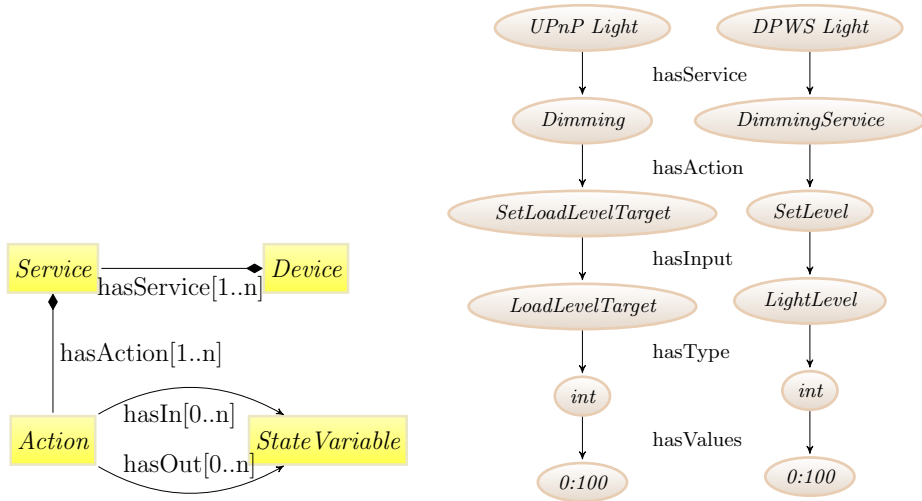 Service
Device
hasService[1..n]
hasAction[1..n]
Action
hasIn[0..n]
StateVariable
hasOut[0..n]
UPnP Light
DPWS Light
hasService
Dimming
DimmingService
hasAction
SetLoadLevelTarget
SetLevel
hasInput
LoadLevelTarget
LightLevel
hasType
int
int
hasValues
0:100
0:100